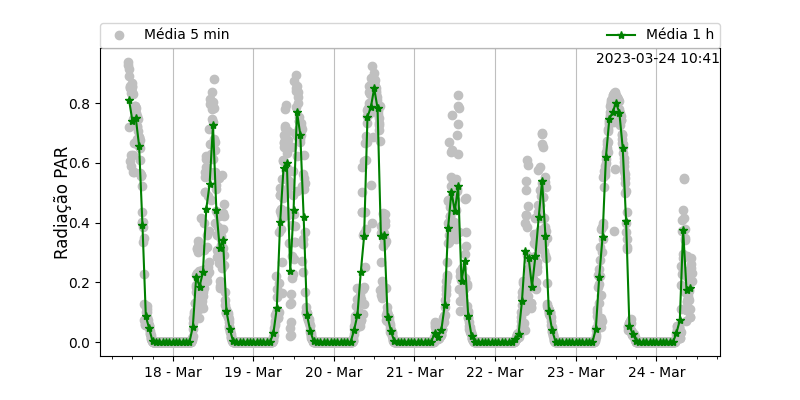 Média 5 min Média 1 h
2023-03-24 10:41
Radiação PAR
0.8
0.6
0.4
0.2
0.0
18 - Mar 19 - Mar 20 - Mar 21 - Mar 22 - Mar 23 - Mar 24 - Mar